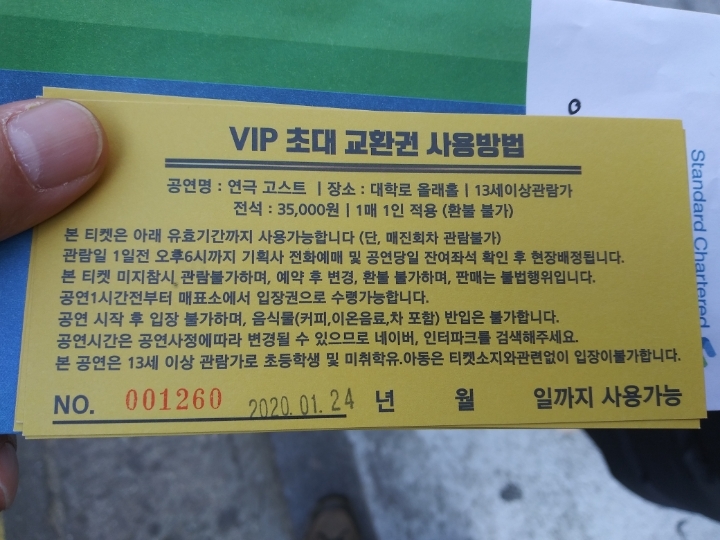 VIP 초대 교환권 사용방법
공연명 : 연극 고스트 | 장소 : 대학로 올래홀 | 13세이상관람가
전석 : 35,000원 | 1매 1인 적용 (환불 불가)
본 티켓은 아래 유효기간까지 사용가능합니다 (단, 매진회차 관람불가)
관람일 1일전 오후6시까지 기획사 전화예매 및 공연당일 잔여좌석 확인 후 현장배정됩니다.
본 티켓 미지참시 관람불가하며, 예약 후 변경, 환불 불가하며, 판매는 불법행위입니다.
공연1시간전부터 매표소에서 입장권으로 수령가능합니다.
공연 시작 후 입장 불가하며, 음식물(커피,이온음료,차 포함) 반입은 불가합니다.
공연시간은 공연사정에따라 변경될 수 있으므로 네이버, 인터파크를 검색해주세요.
본 공연은 13세 이상 관람가로 초등학생 및 미취학유.아동은 티켓소지와관련없이 입장이불가합니다.
NO. 001260 2020.01.24 년 월 일까지 사용가능
Standard Chartered